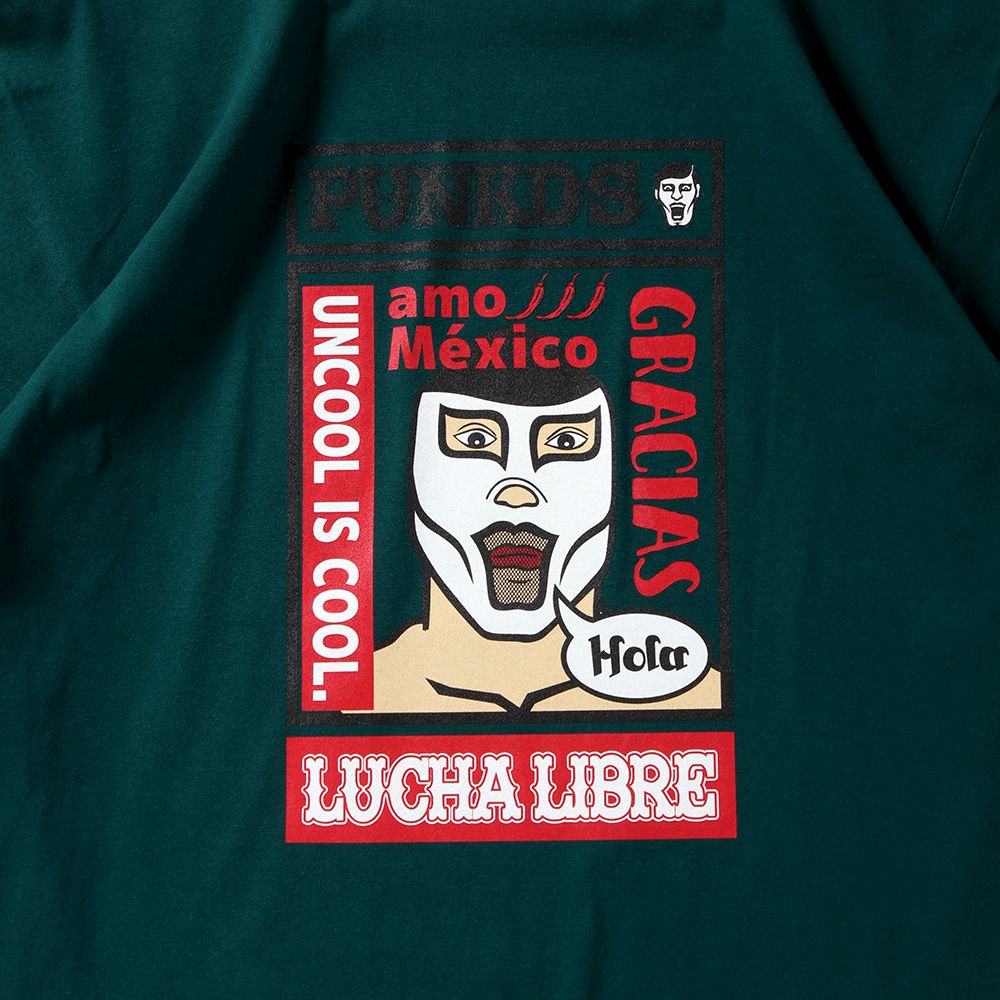 PUNKDS
UNCOOL IS COOL.
amo
México
GRACIAS
Hola
LUCHA LIBRE